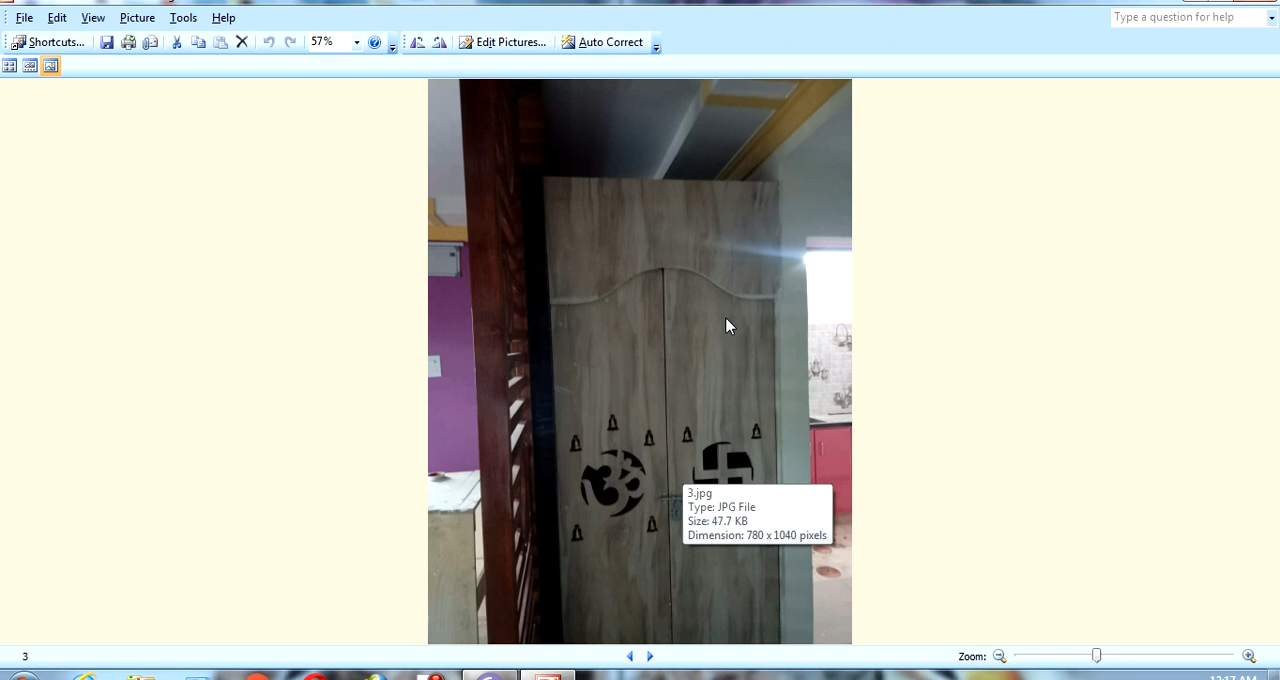 File Edit View Picture Tools Help
Type a question for help
Shortcuts... 57% Edit Pictures... Auto Correct
ॐ
3.jpg
Type: JPG File
Size: 47.7 KB
Dimension: 780 x 1040 pixels
3
Zoom: